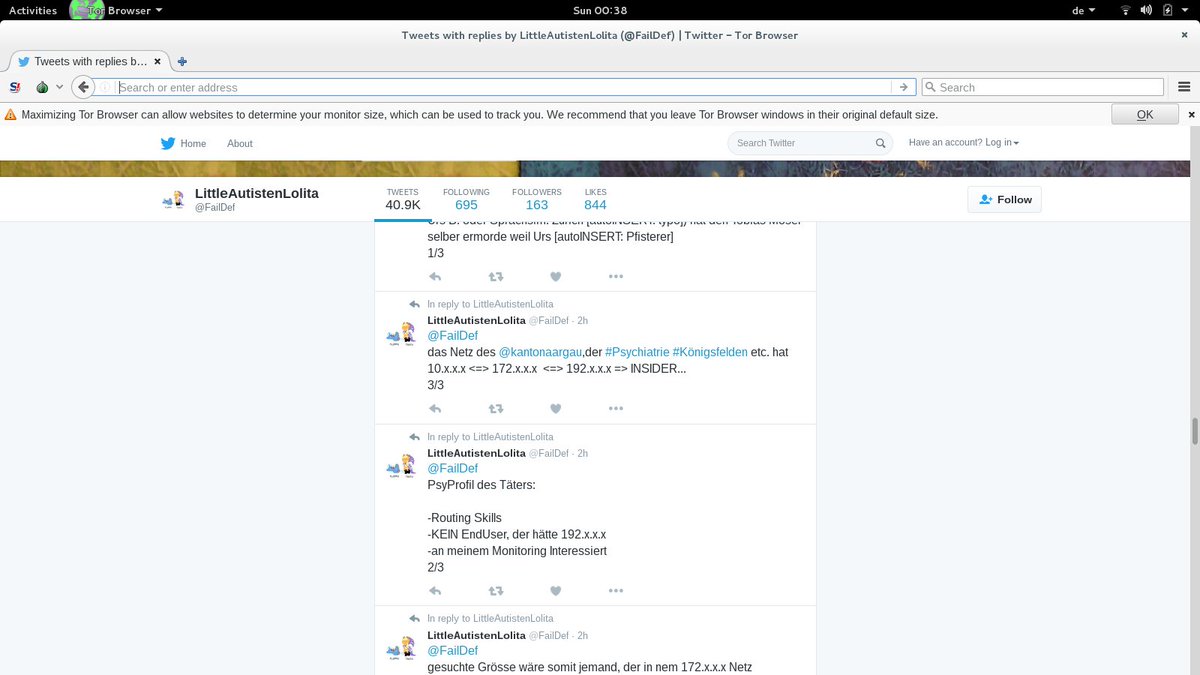 Activities
Tor Browser
Sun 00:38
de
Tweets with replies by LittleAutistenLolita (@FailDef) | Twitter – Tor Browser
Tweets with replies b...
Search or enter address
Search
Maximizing Tor Browser can allow websites to determine your monitor size, which can be used to track you. We recommend that you leave Tor Browser windows in their original default size.
OK
Home
About
Search Twitter
Have an account? Log in
LittleAutistenLolita
@FailDef
TWEETS
40.9K
FOLLOWING
695
FOLLOWERS
163
LIKES
844
Follow
selber ermorde weil Urs [autoINSERT: Pfisterer]
1/3
In reply to LittleAutistenLolita
LittleAutistenLolita @FailDef · 2h
@FailDef
das Netz des @kantonaargau,der #Psychiatrie #Königsfelden etc. hat
10.x.x.x <=> 172.x.x.x <=> 192.x.x.x => INSIDER...
3/3
In reply to LittleAutistenLolita
LittleAutistenLolita @FailDef · 2h
@FailDef
PsyProfil des Täters:
-Routing Skills
-KEIN EndUser, der hätte 192.x.x.x
-an meinem Monitoring Interessiert
2/3
In reply to LittleAutistenLolita
LittleAutistenLolita @FailDef · 2h
@FailDef
gesuchte Grösse wäre somit jemand, der in nem 172.x.x.x Netz